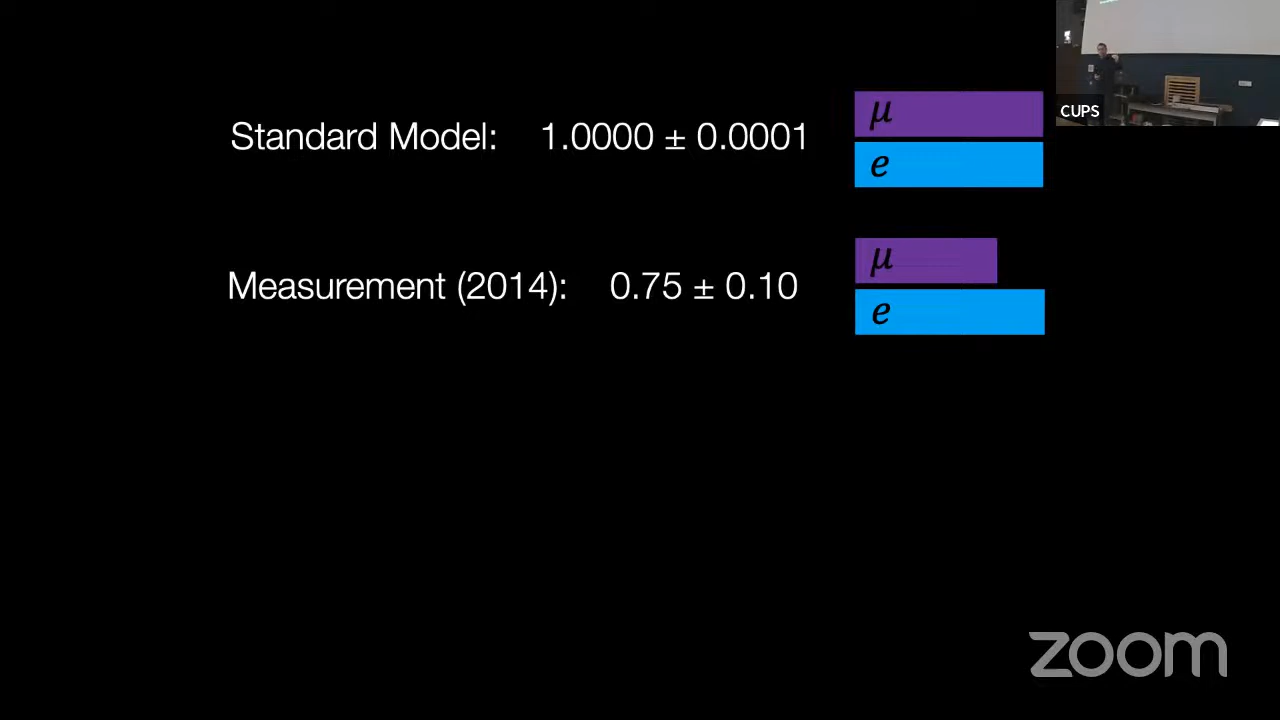 CUPS
Standard Model: 1.0000 ± 0.0001
μ
e
Measurement (2014): 0.75 ± 0.10
μ
e
zoom